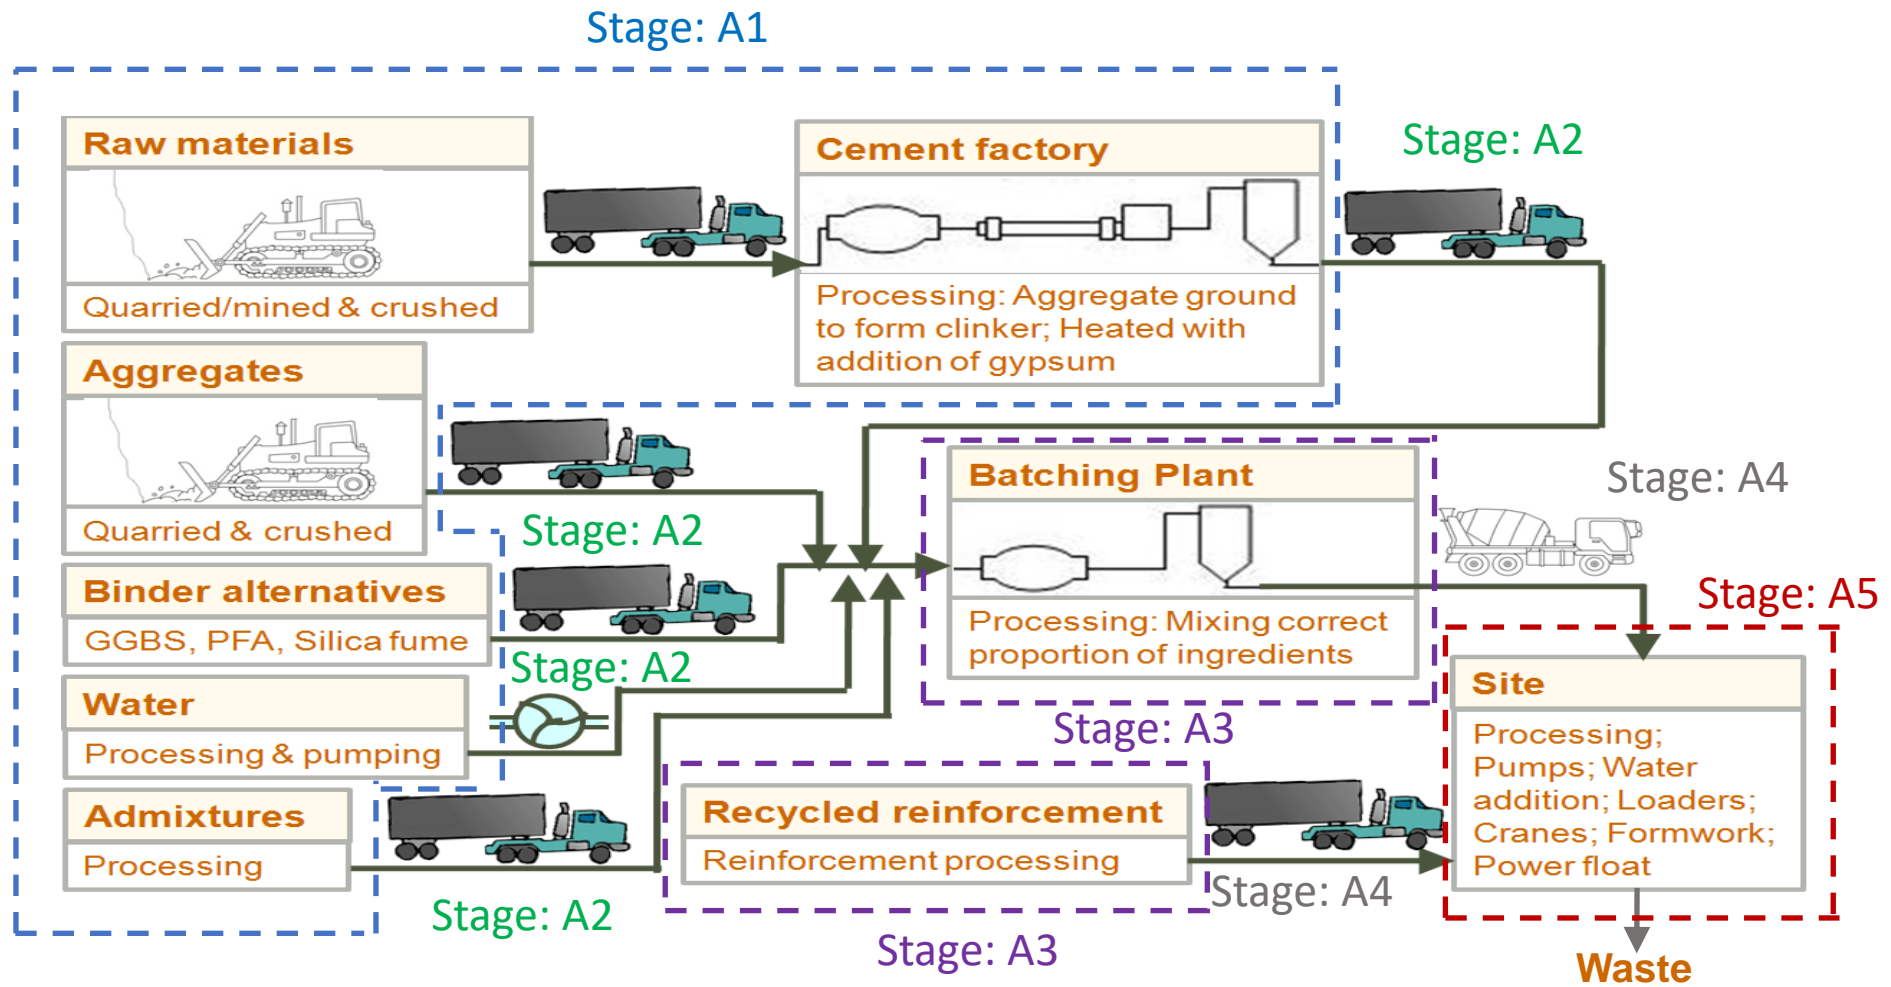 Stage: A1
Raw materials
Quarried/mined & crushed
Cement factory
Processing: Aggregate ground
to form clinker; Heated with
addition of gypsum
Stage: A2
Aggregates
Quarried & crushed
Stage: A2
Batching Plant
Processing: Mixing correct
proportion of ingredients
Stage: A4
Stage: A5
Binder alternatives
GGBS, PFA, Silica fume
Stage: A2
Water
Processing & pumping
Stage: A3
Site
Processing;
Pumps; Water
addition; Loaders;
Cranes; Formwork;
Power float
Admixtures
Processing
Stage: A2
Recycled reinforcement
Reinforcement processing
Stage: A4
Stage: A3
Waste